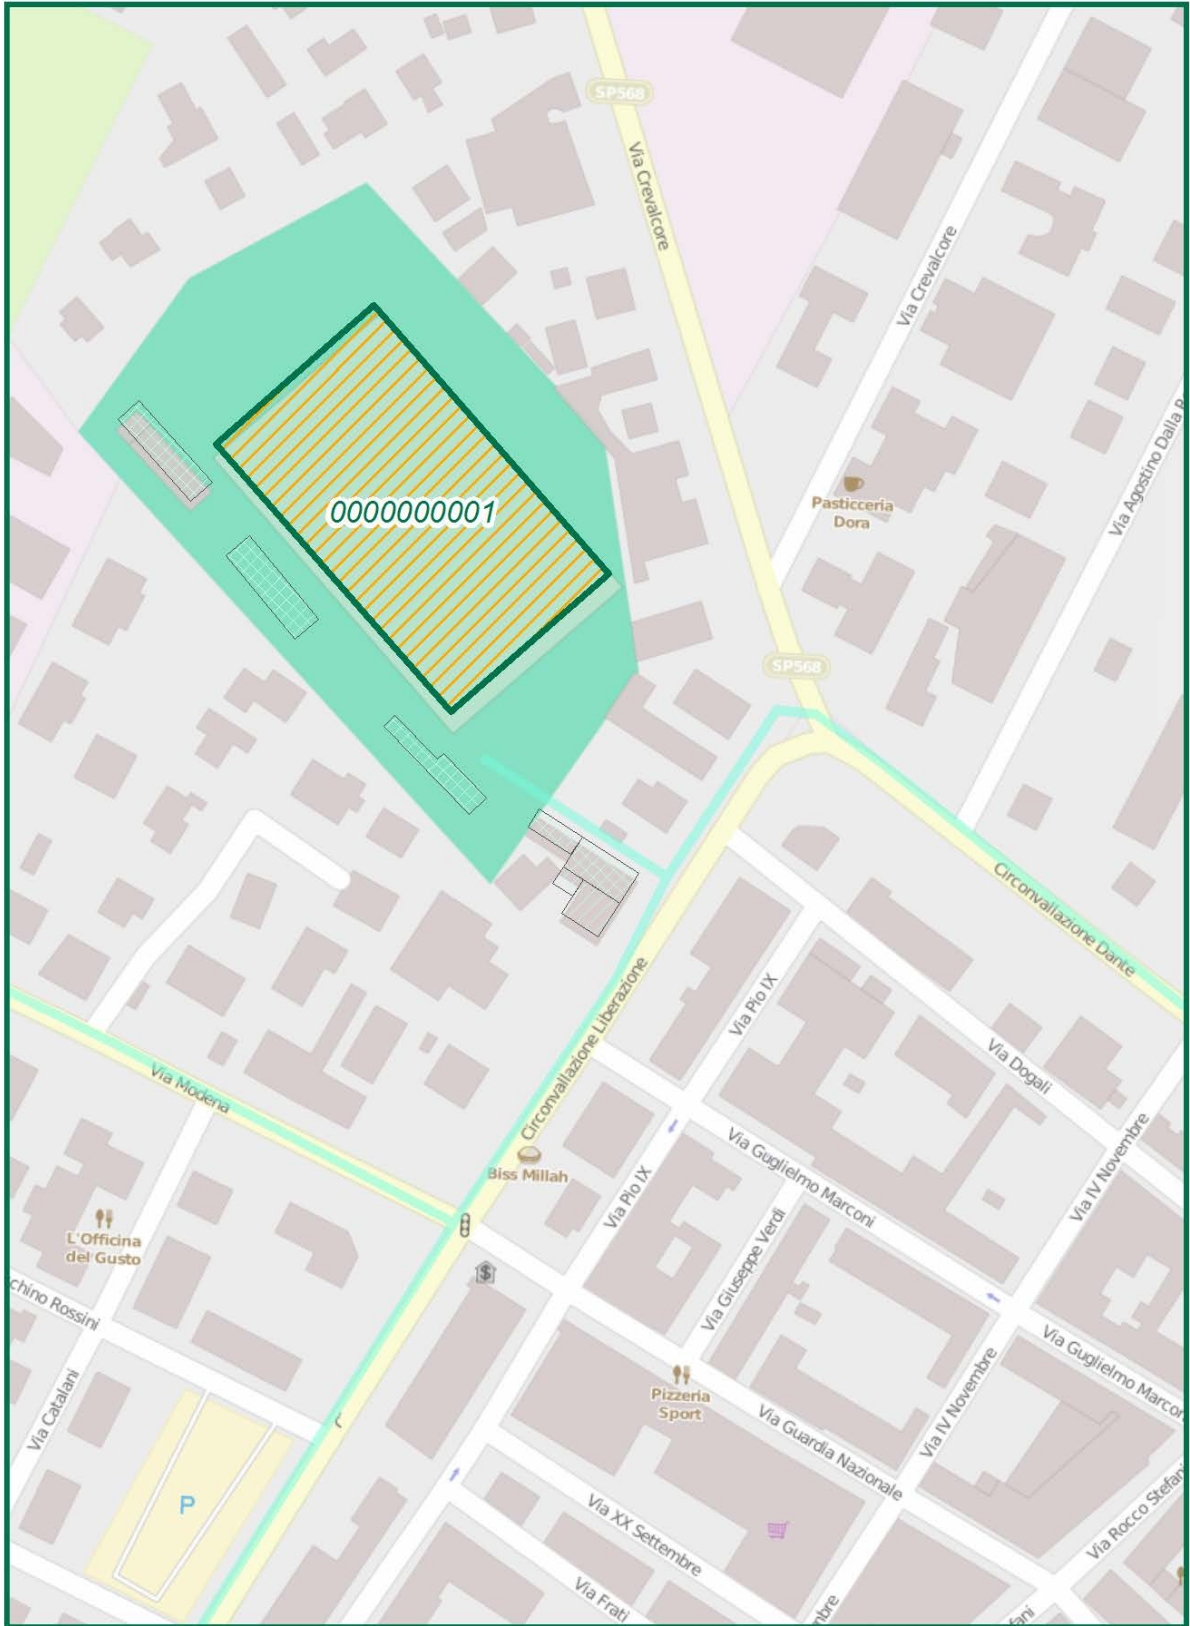 SP568
Via Crevalcore
Via Crevalcore
Via Agostino Dalla
Pasticceria
Dora
0000000001
SP568
Circonvallazione Dante
Via Pio IX
Circonvallazione Liberazione
Via Dogali
Via Modena
Via IV Novembre
Via Guglielmo Marconi
Biss Millah
Via Pio IX
L'Officina
del Gusto
Via Giuseppe Verdi
$
chino Rossini
Via Guglielmo Marcon
Via IV Novembre
Pizzeria
Sport
Via Catalani
Via Guardia Nazionale
P
Via XX Settembre
Via Rocco Stefani
Via Frati
mbre
fani